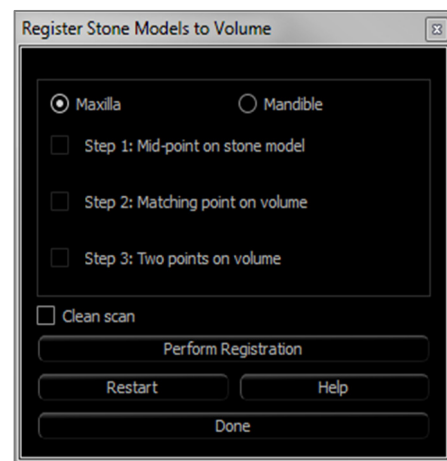 Register Stone Models to Volume
Maxilla Mandible
Step 1: Mid-point on stone model
Step 2: Matching point on volume
Step 3: Two points on volume
Clean scan
Perform Registration
Restart Help
Done